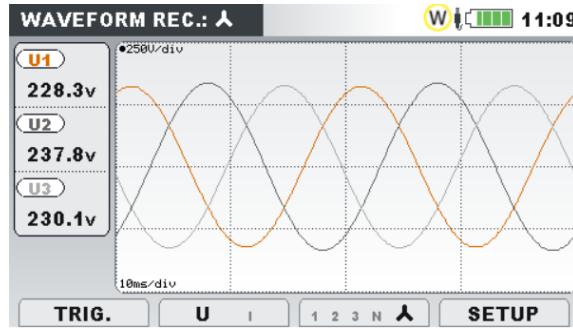 WAVEFORM REC.: W 11:09
250V/div
U1
228.3V
U2
237.8V
U3
230.1V
10ms/div
TRIG. U I 1 2 3 N SETUP